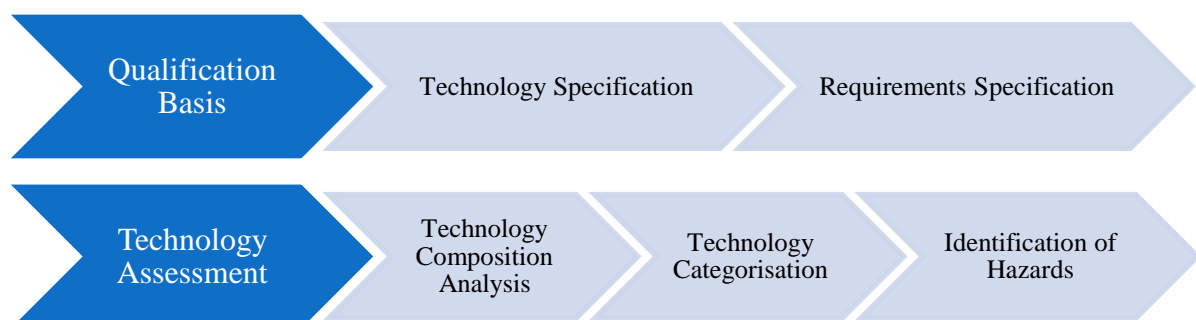 Qualification
Basis
Technology Specification
Requirements Specification
Technology
Assessment
Technology
Composition
Analysis
Technology
Categorisation
Identification of
Hazards